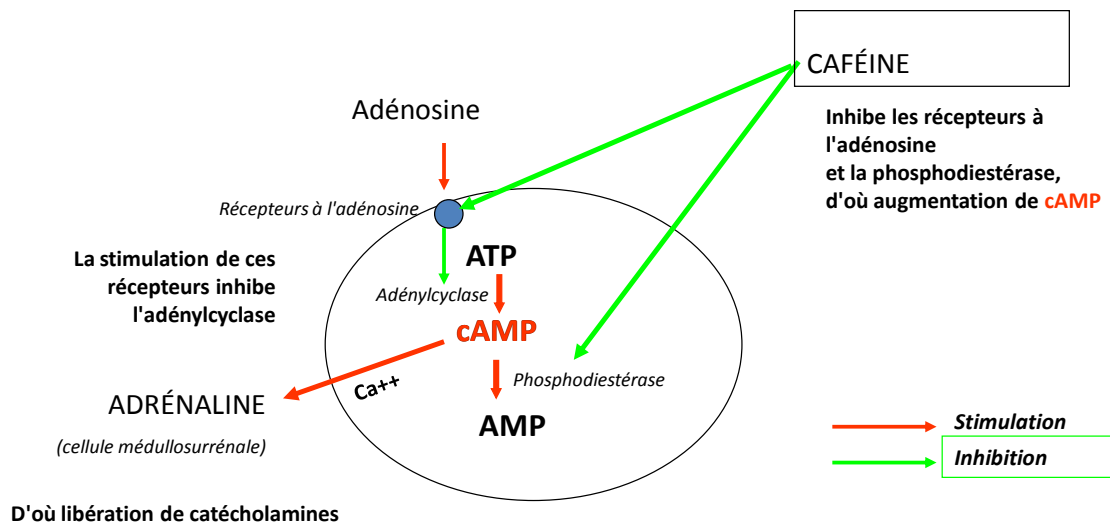 CAFÉINE
Adénosine
Inhibe les récepteurs à
l'adénosine
et la phosphodiestérase,
d'où augmentation de cAMP
Récepteurs à l'adénosine
ATP
La stimulation de ces
récepteurs inhibe
l'adénylcyclase
Adénylcyclase
cAMP
Phosphodiestérase
Ca++
ADRÉNALINE
AMP
(cellule médullosurrénale)
Stimulation
Inhibition
D'où libération de catécholamines